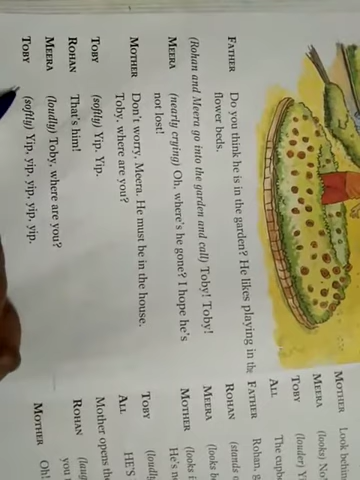 FATHER Do you think he is in the garden? He likes playing in the
flower beds.
(Rohan and Meera go into the garden and call) Toby! Toby!
MEERA (nearly crying) Oh, where's he gone? I hope he's
not lost!
MOTHER Don't worry, Meera. He must be in the house.
Toby, where are you?
TOBY (softly) Yip. Yip.
ROHAN That's him!
MEERA (loudly) Toby, where are you?
TOBY (softly) Yip, yip, yip, yip, yip.
MOTHER Look behin
MEERA (looks) No
TOBY (louder) Yi
ALL The cupb
FATHER Rohan, g
ROHAN (stands o
MEERA (looks b
MOTHER (looks i
He's n
TOBY (loudl
ALL HE'S
Mother opens the
ROHAN (laug
you
MOTHER Oh!